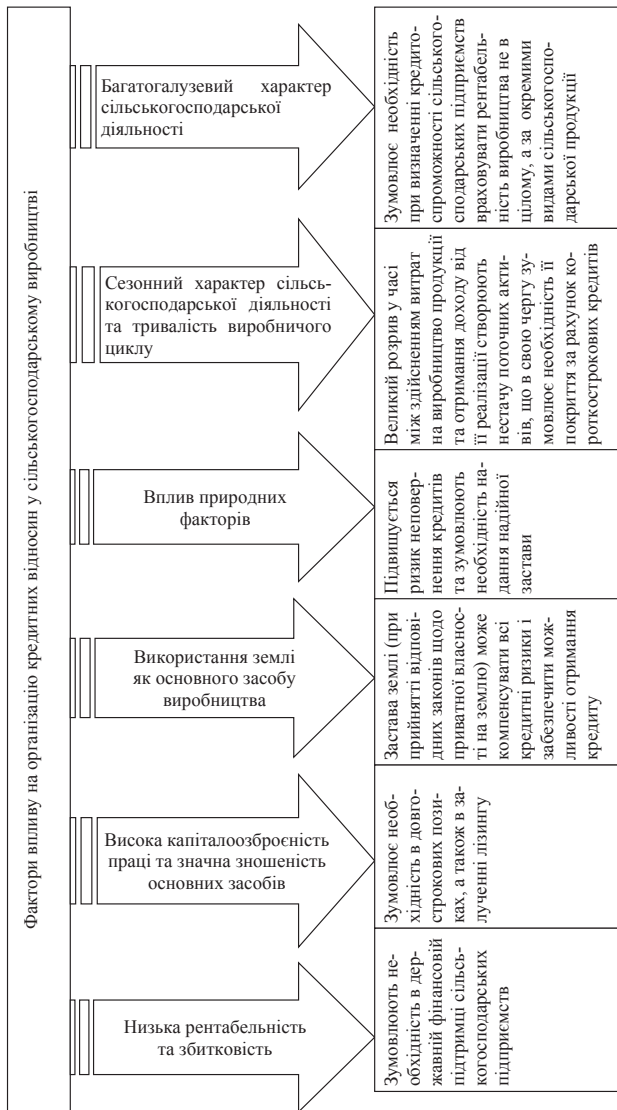 Фактори впливу на організацію кредитних відносин у сільськогосподарському виробництві
Багатогалузевий характер
сільськогосподарської
діяльності
Зумовлює необхідність
при визначенні кредито-
спроможності сільського-
сподарських підприємств
враховувати рентабель-
ність виробництва не в
цілому, а за окремими
видами сільськогоспо-
дарської продукції
Сезонний характер сільсь-
когосподарської діяльності
та тривалість виробничого
циклу
Великий розрив у часі
між здійсненням витрат
на виробництво продукції
та отримання доходу від
її реалізації створюють
нестачу поточних акти-
вів, що в свою чергу зу-
мовлює необхідність її
покриття за рахунок ко-
роткострокових кредитів
Вплив природних
факторів
Підвищується
ризик неповер-
нення кредитів
та зумовлюють
необхідність на-
дання надійної
застави
Використання землі
як основного засобу
виробництва
Застава землі (при
прийнятті відпові-
дних законів щодо
приватної власнос-
ті на землю) може
компенсувати всі
кредитні ризики і
забезпечити мож-
ливості отримання
кредиту
Висока капіталоозброєність
праці та значна зношеність
основних засобів
Зумовлює необ-
хідність в довго-
строкових пози-
ках, а також в за-
лученні лізингу
Низька рентабельність
та збитковість
Зумовлюють не-
обхідність в дер-
жавній фінансовій
підтримці сільсь-
когосподарських
підприємств